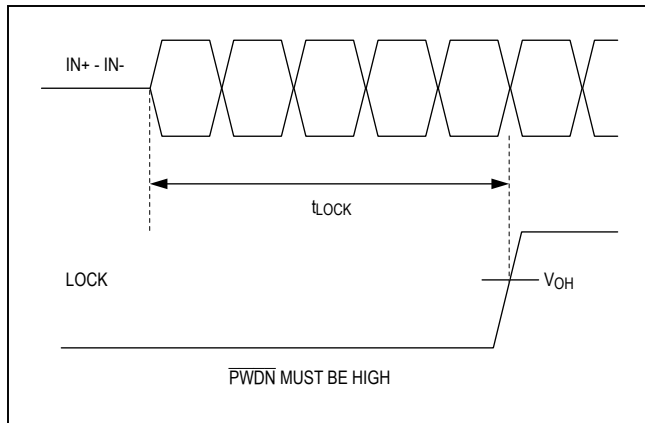 IN+ - IN-
tLOCK
LOCK
VOH
PWDN MUST BE HIGH